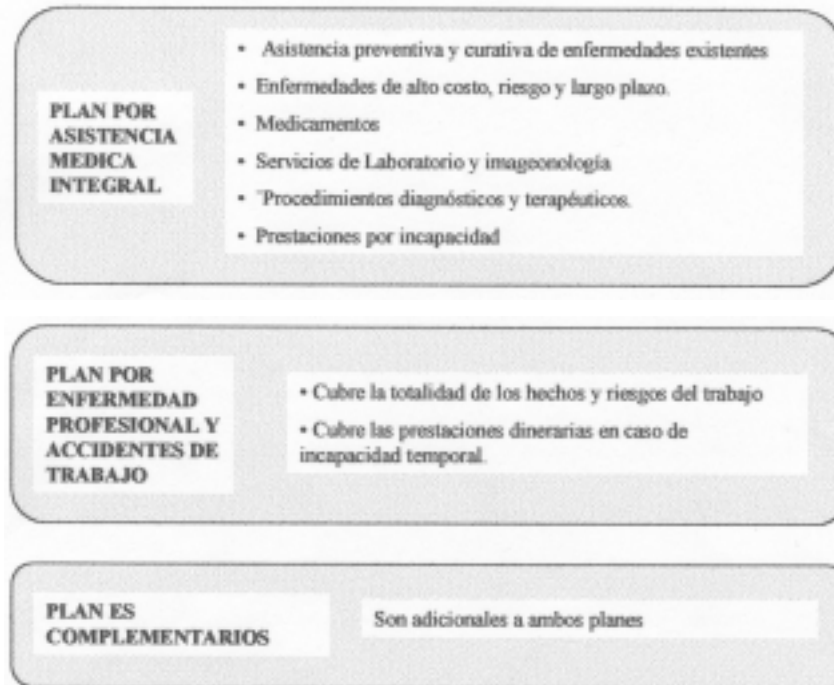 PLAN POR
ASISTENCIA
MEDICA
INTEGRAL
• Asistencia preventiva y curativa de enfermedades existentes
• Enfermedades de alto costo, riesgo y largo plazo.
• Medicamentos
• Servicios de Laboratorio y imageonología
• ¨Procedimientos diagnósticos y terapéuticos.
• Prestaciones por incapacidad
PLAN POR
ENFERMEDAD
PROFESIONAL Y
ACCIDENTES DE
TRABAJO
• Cubre la totalidad de los hechos y riesgos del trabajo
• Cubre las prestaciones dinerarias en caso de
incapacidad temporal.
PLAN ES
COMPLEMENTARIOS
Son adicionales a ambos planes